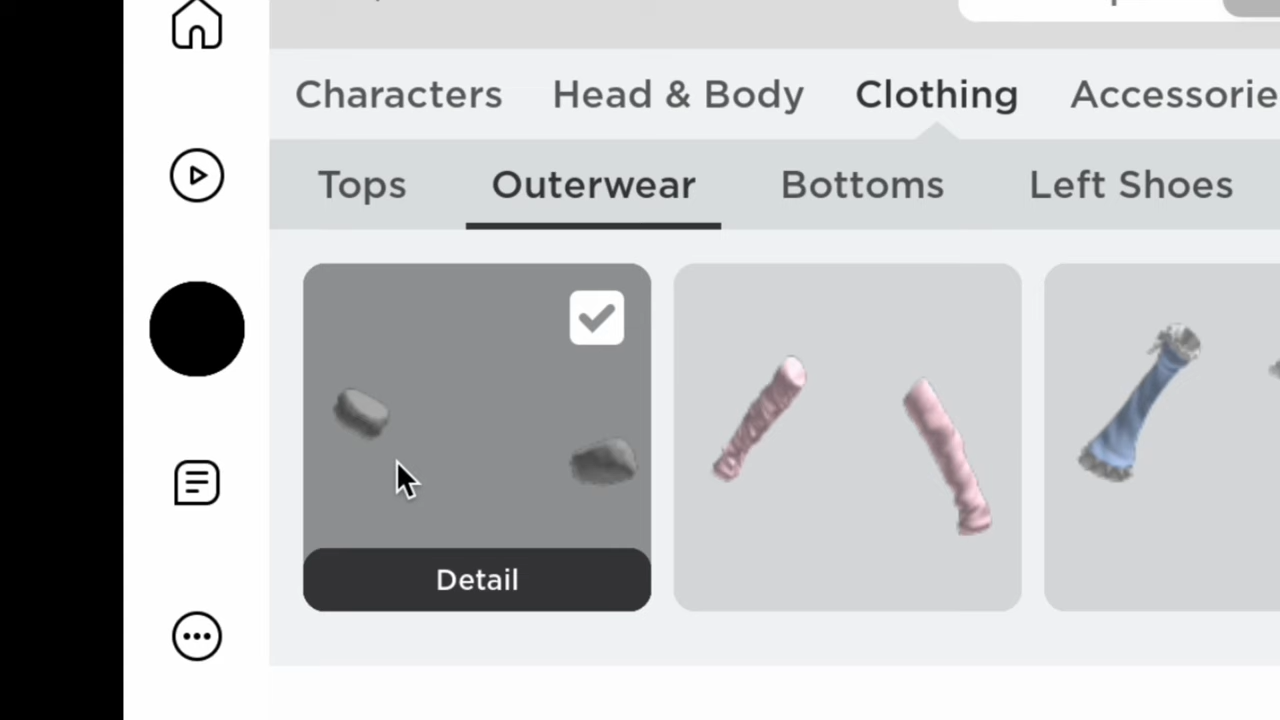 Characters Head & Body Clothing Accessorie
Tops Outerwear Bottoms Left Shoes
Detail